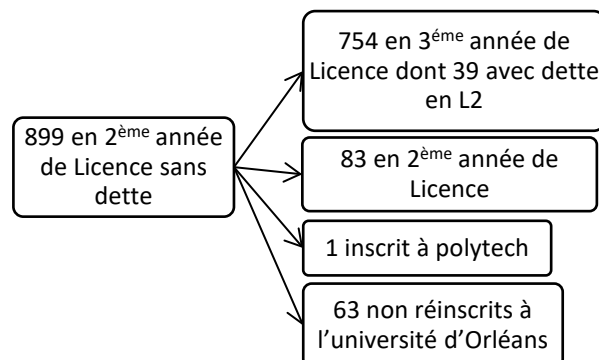 899 en 2ème année
de Licence sans
dette
754 en 3éme année de
Licence dont 39 avec dette
en L2
83 en 2ème année de
Licence
1 inscrit à polytech
63 non réinscrits à
l’université d’Orléans